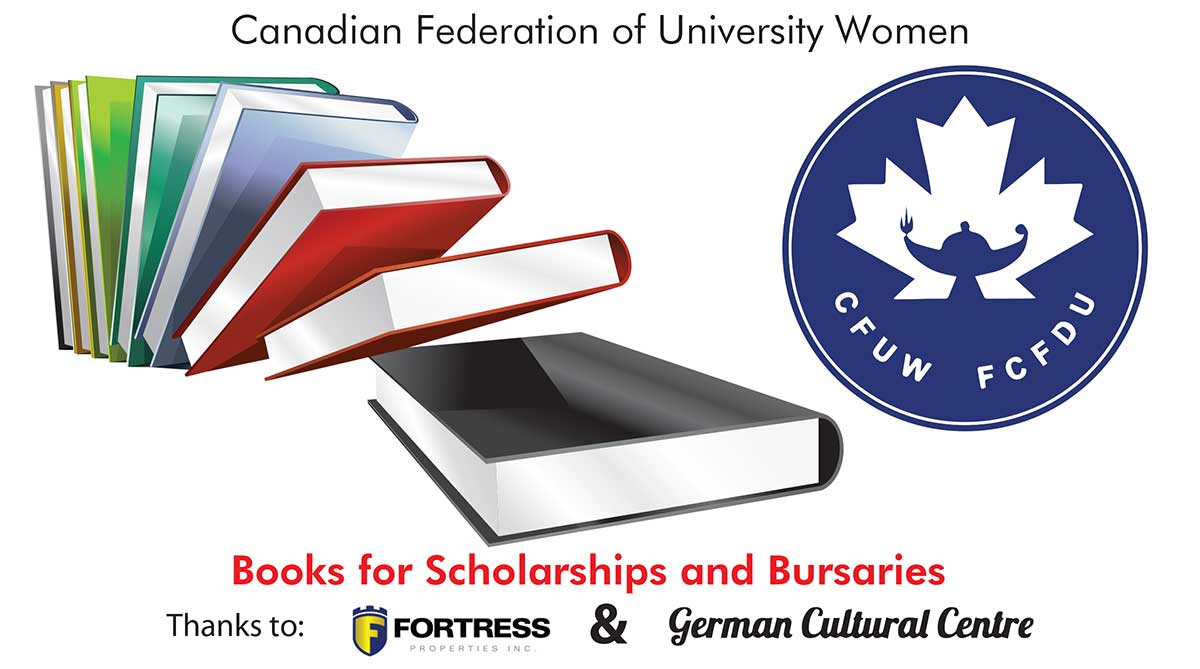 Canadian Federation of University Women
CFUW FCFDU
Books for Scholarships and Bursaries
Thanks to: F FORTRESS PROPERTIES INC. & German Cultural Centre